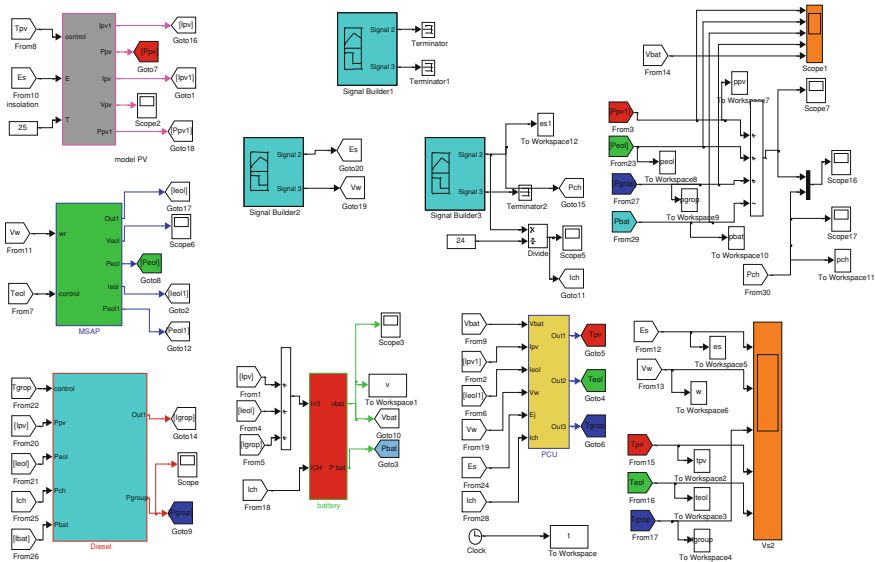 Tpv
From8
Es
From10
insolation
25
control
E
T
Ipv1
Ppv
Ipv
Vpv
Ppv1
model PV
[Ipv]
Goto16
[Ppv]
Goto7
[Ipv1]
Goto1
Scope2
[Ppv1]
Goto18
Signal 2
Signal 3
Signal Builder1
Terminator
Terminator1
Signal 2
Signal 3
Signal Builder2
Es
Goto20
Vw
Goto19
Signal 2
Signal 3
Signal Builder3
es1
To Workspace12
Terminator2
Pch
Goto15
24
Divide
Scope5
Ich
Goto11
Vbat
From14
Scope1
ppv
To Workspace7
Scope7
Ppv1]
From3
[Peol]
From23
peol
To Workspace8
Pgrop
From27
pgrop
To Workspace9
Pbat
From29
pbat
To Workspace10
Scope16
Scope17
Pch
From30
pch
To Workspace11
Vw
From11
Teol
From7
wr
control
Out1
Veol
Peol
Ieol
Peol1
MSAP
[Ieol]
Goto17
Scope6
[Peol]
Goto8
[Ieol1]
Goto2
Peol1]
Goto12
Tgrop
From22
[Ipv]
From20
[Ieol]
From21
Ich
From25
[Ibat]
From26
control
Ppv
Peol
Pch
Pbat
Out1
Pgroup
Diesel
[Igrop]
Goto14
Scope
Pgrop
Goto9
[Ipv]
From1
[Ieol]
From4
[Igrop]
From5
Ich
From18
In3
iCH
vbat
P bat
battery
Scope3
v
To Workspace1
Vbat
Goto10
Pbat
Goto3
Vbat
From9
[Ipv1]
From2
[Ieol1]
From6
Vw
From19
Es
From24
Ich
From28
Vbat
Ipv
Ieol
Vw
Ej
Ich
Out1
Out2
Out3
PCU
Tpv
Goto5
Teol
Goto4
Tgrop
Goto6
Clock
t
To Workspace
Es
From12
es
To Workspace5
Vw
From13
w
To Workspace6
Tpv
From15
tpv
To Workspace2
Teol
From16
teol
To Workspace3
Tgrop
From17
To Workspace4
Vs2